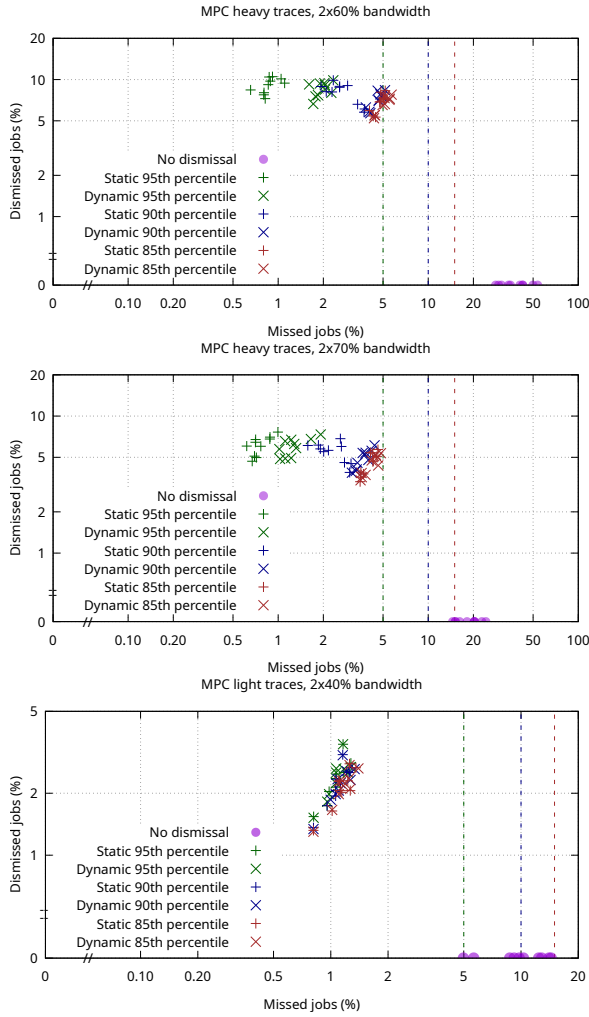 MPC heavy traces, 2x60% bandwidth
20
10
5
2
1
0
Dismissed jobs (%)
No dismissal
Static 95th percentile
Dynamic 95th percentile
Static 90th percentile
Dynamic 90th percentile
Static 85th percentile
Dynamic 85th percentile
0 0.10 0.20 0.5 1 2 5 10 20 50 100
Missed jobs (%)
MPC heavy traces, 2x70% bandwidth
20
10
5
2
1
0
Dismissed jobs (%)
No dismissal
Static 95th percentile
Dynamic 95th percentile
Static 90th percentile
Dynamic 90th percentile
Static 85th percentile
Dynamic 85th percentile
0 0.10 0.20 0.5 1 2 5 10 20 50 100
Missed jobs (%)
MPC light traces, 2x40% bandwidth
5
2
1
0
Dismissed jobs (%)
No dismissal
Static 95th percentile
Dynamic 95th percentile
Static 90th percentile
Dynamic 90th percentile
Static 85th percentile
Dynamic 85th percentile
0 0.10 0.20 0.5 1 2 5 10 20
Missed jobs (%)